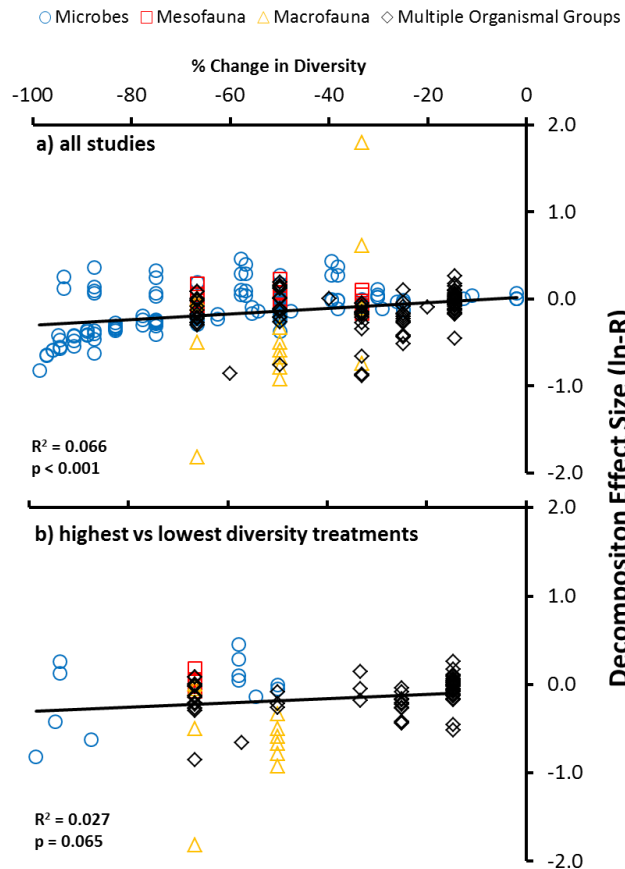 Microbes Mesofauna Macrofauna Multiple Organismal Groups
% Change in Diversity
-100 -80 -60 -40 -20 0
2.0
a) all studies
1.0
0.0
-1.0
R² = 0.066
p < 0.001
-2.0
2.0
b) highest vs lowest diversity treatments
1.0
0.0
-1.0
R² = 0.027
p = 0.065
-2.0
Decompositon Effect Size (ln-R)